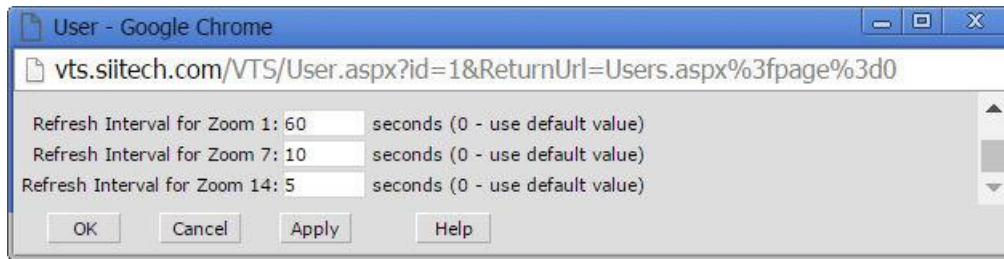 User - Google Chrome
vts.siitech.com/VTS/User.aspx?id=1&ReturnUrl=Users.aspx%3fpage%3d0
Refresh Interval for Zoom 1: 60 seconds (0 - use default value)
Refresh Interval for Zoom 7: 10 seconds (0 - use default value)
Refresh Interval for Zoom 14: 5 seconds (0 - use default value)
OK Cancel Apply Help